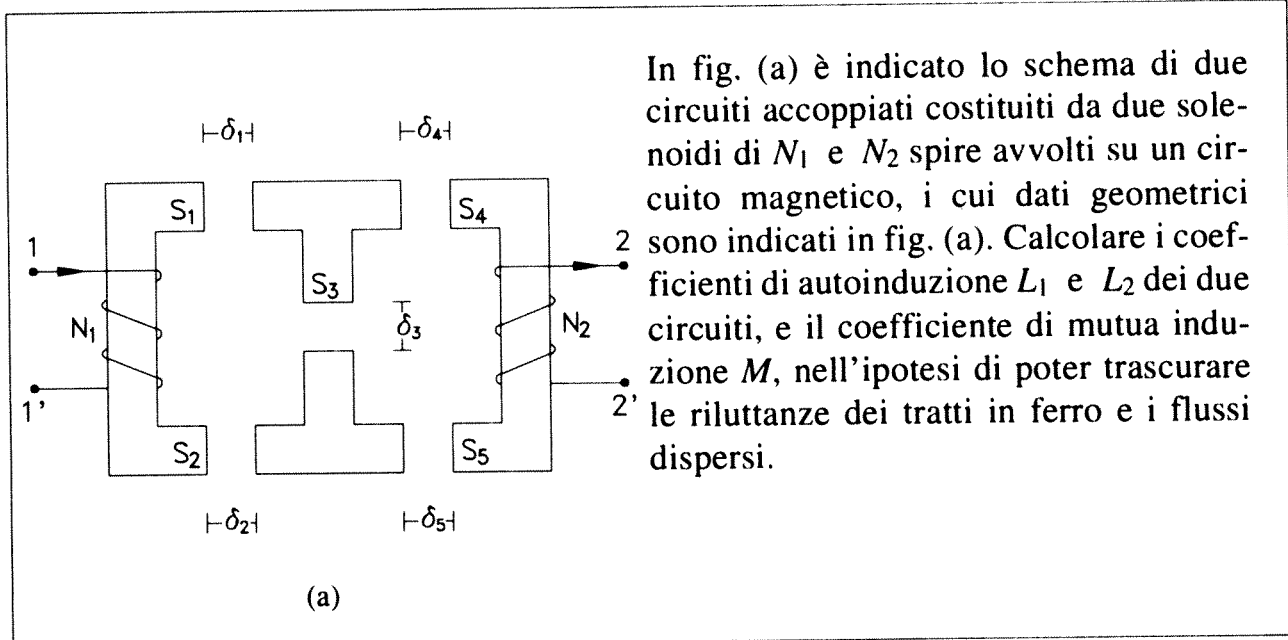 In fig. (a) è indicato lo schema di due
circuiti accoppiati costituiti da due sole-
noidi di N₁ e N₂ spire avvolti su un cir-
cuito magnetico, i cui dati geometrici
sono indicati in fig. (a). Calcolare i coef-
ficienti di autoinduzione L₁ e L₂ dei due
circuiti, e il coefficiente di mutua indu-
zione M, nell'ipotesi di poter trascurare
le riluttanze dei tratti in ferro e i flussi
dispersi.
δ₁ δ₄
S₁ S₄
1 2
S₃
N₁ δ₃ N₂
1' 2'
S₂ S₅
δ₂ δ₅
(a)